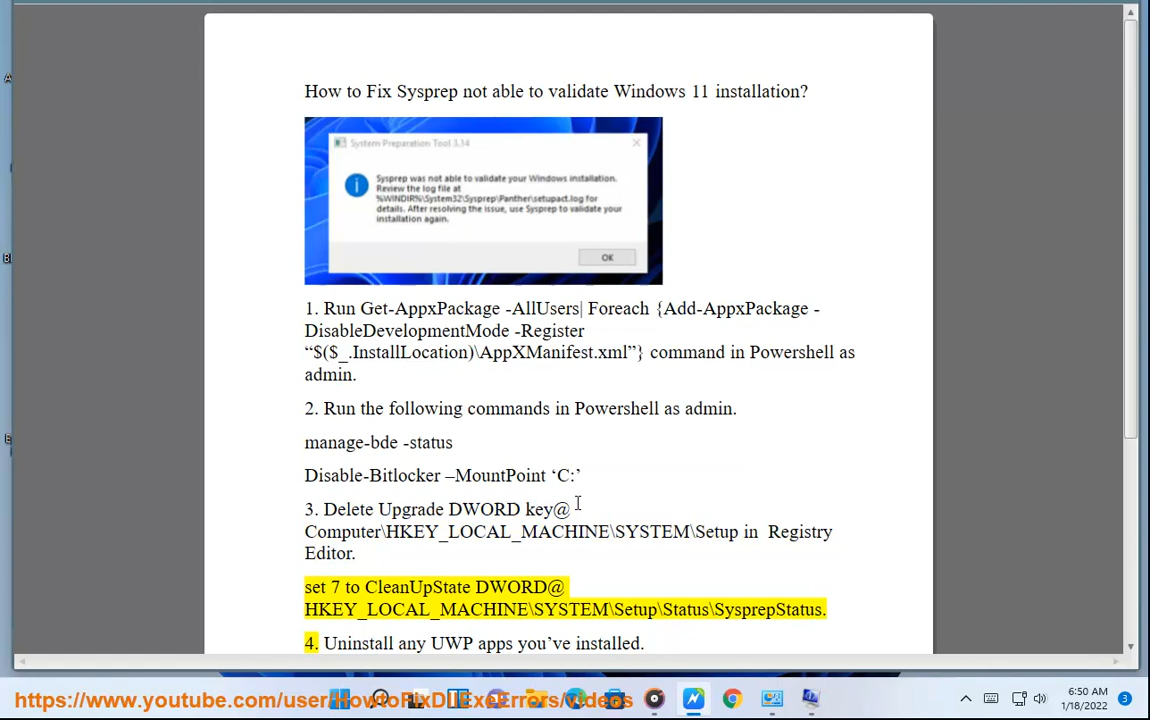 How to Fix Sysprep not able to validate Windows 11 installation?
System Preparation Tool 3.14
Sysprep was not able to validate your Windows installation.
Review the log file at
%WINDIR%\System32\Sysprep\Panther\setupact.log for
details. After resolving the issue, use Sysprep to validate your
installation again.
OK
1. Run Get-AppxPackage -AllUsers| Foreach {Add-AppxPackage -
DisableDevelopmentMode -Register
“$($_.InstallLocation)\AppXManifest.xml”} command in Powershell as
admin.
2. Run the following commands in Powershell as admin.
manage-bde -status
Disable-Bitlocker –MountPoint ‘C:’
3. Delete Upgrade DWORD key@
Computer\HKEY_LOCAL_MACHINE\SYSTEM\Setup in  Registry
Editor.
set 7 to CleanUpState DWORD@
HKEY_LOCAL_MACHINE\SYSTEM\Setup\Status\SysprepStatus.
4. Uninstall any UWP apps you’ve installed.
https://www.youtube.com/user/HowtoFixDllExeErrors/videos
6:50 AM
1/18/2022
3